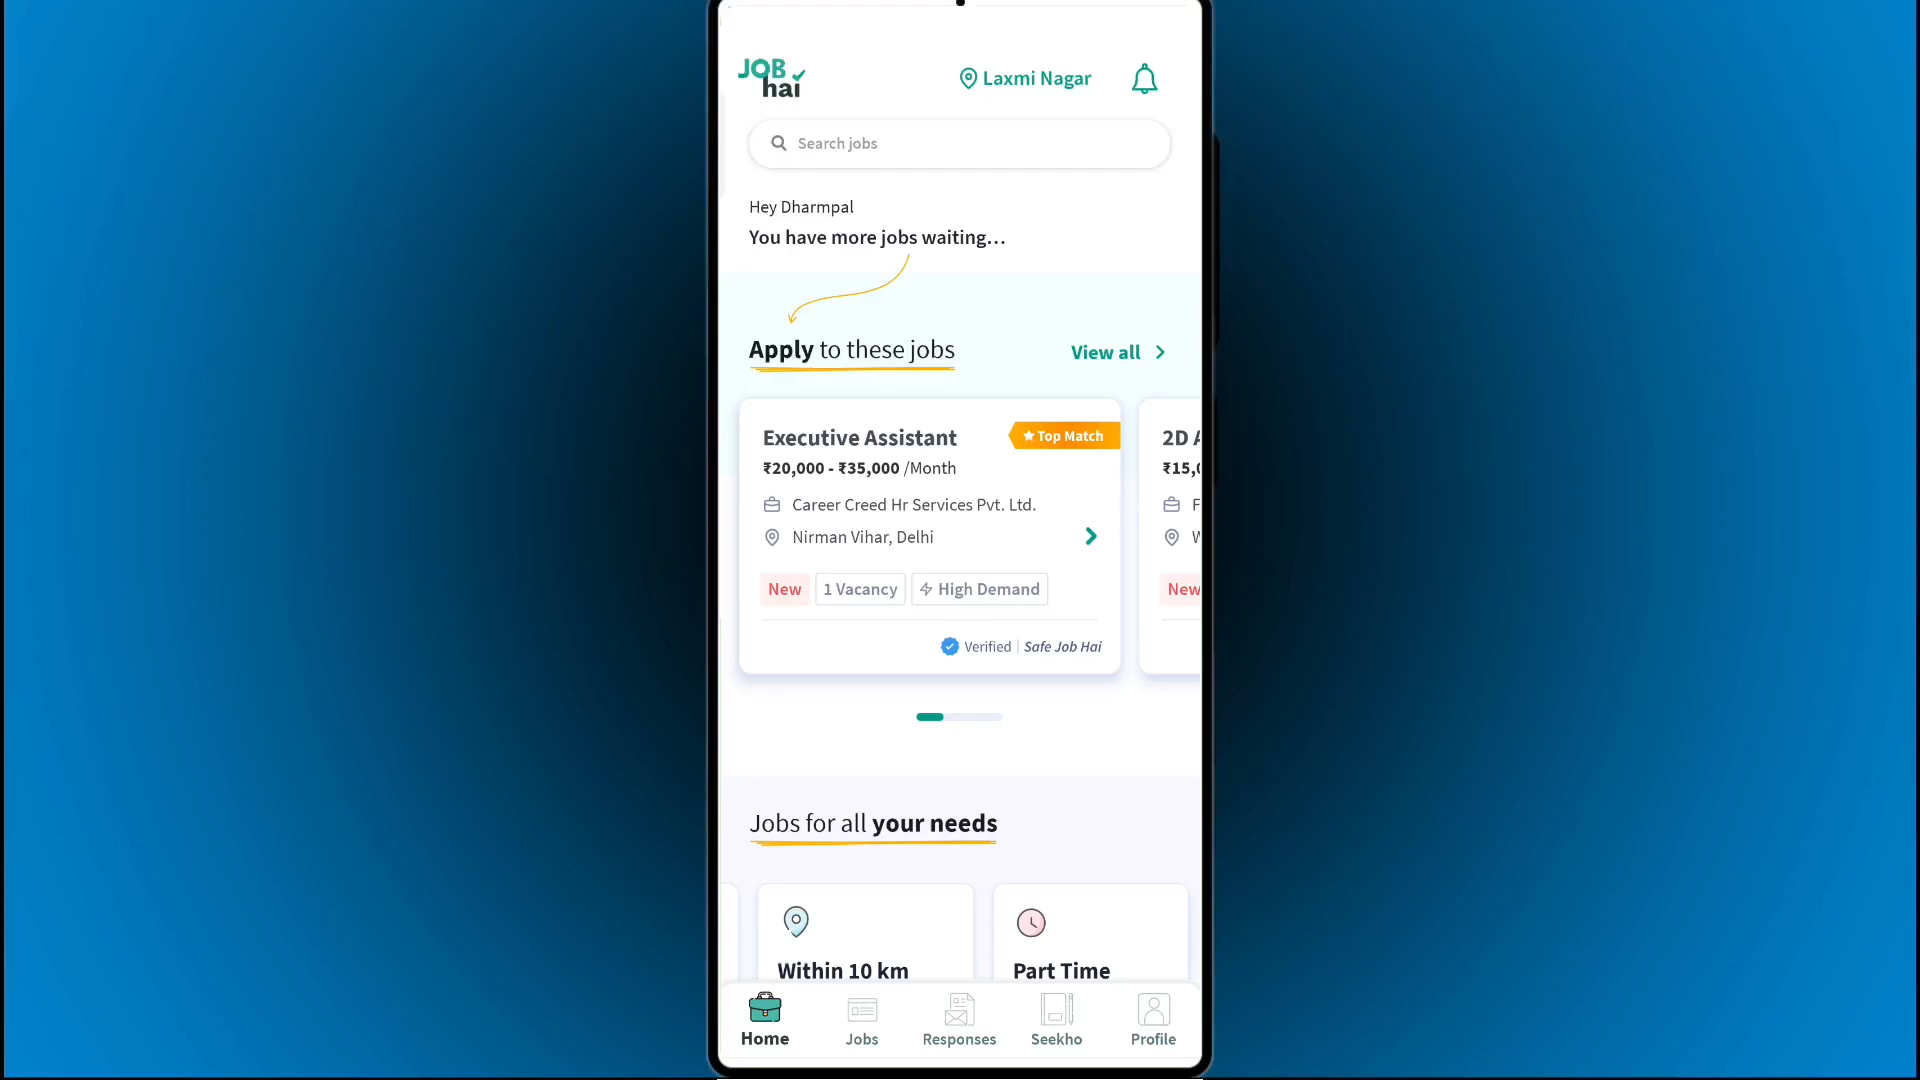 JOB
hai
Laxmi Nagar
Search jobs
Hey Dharmpal
You have more jobs waiting...
Apply to these jobs
View all
Executive Assistant
Top Match
₹20,000 - ₹35,000 /Month
Career Creed Hr Services Pvt. Ltd.
Nirman Vihar, Delhi
New
1 Vacancy
High Demand
Verified | Safe Job Hai
2D
₹15,
New
Jobs for all your needs
Within 10 km
Part Time
Home
Jobs
Responses
Seekho
Profile